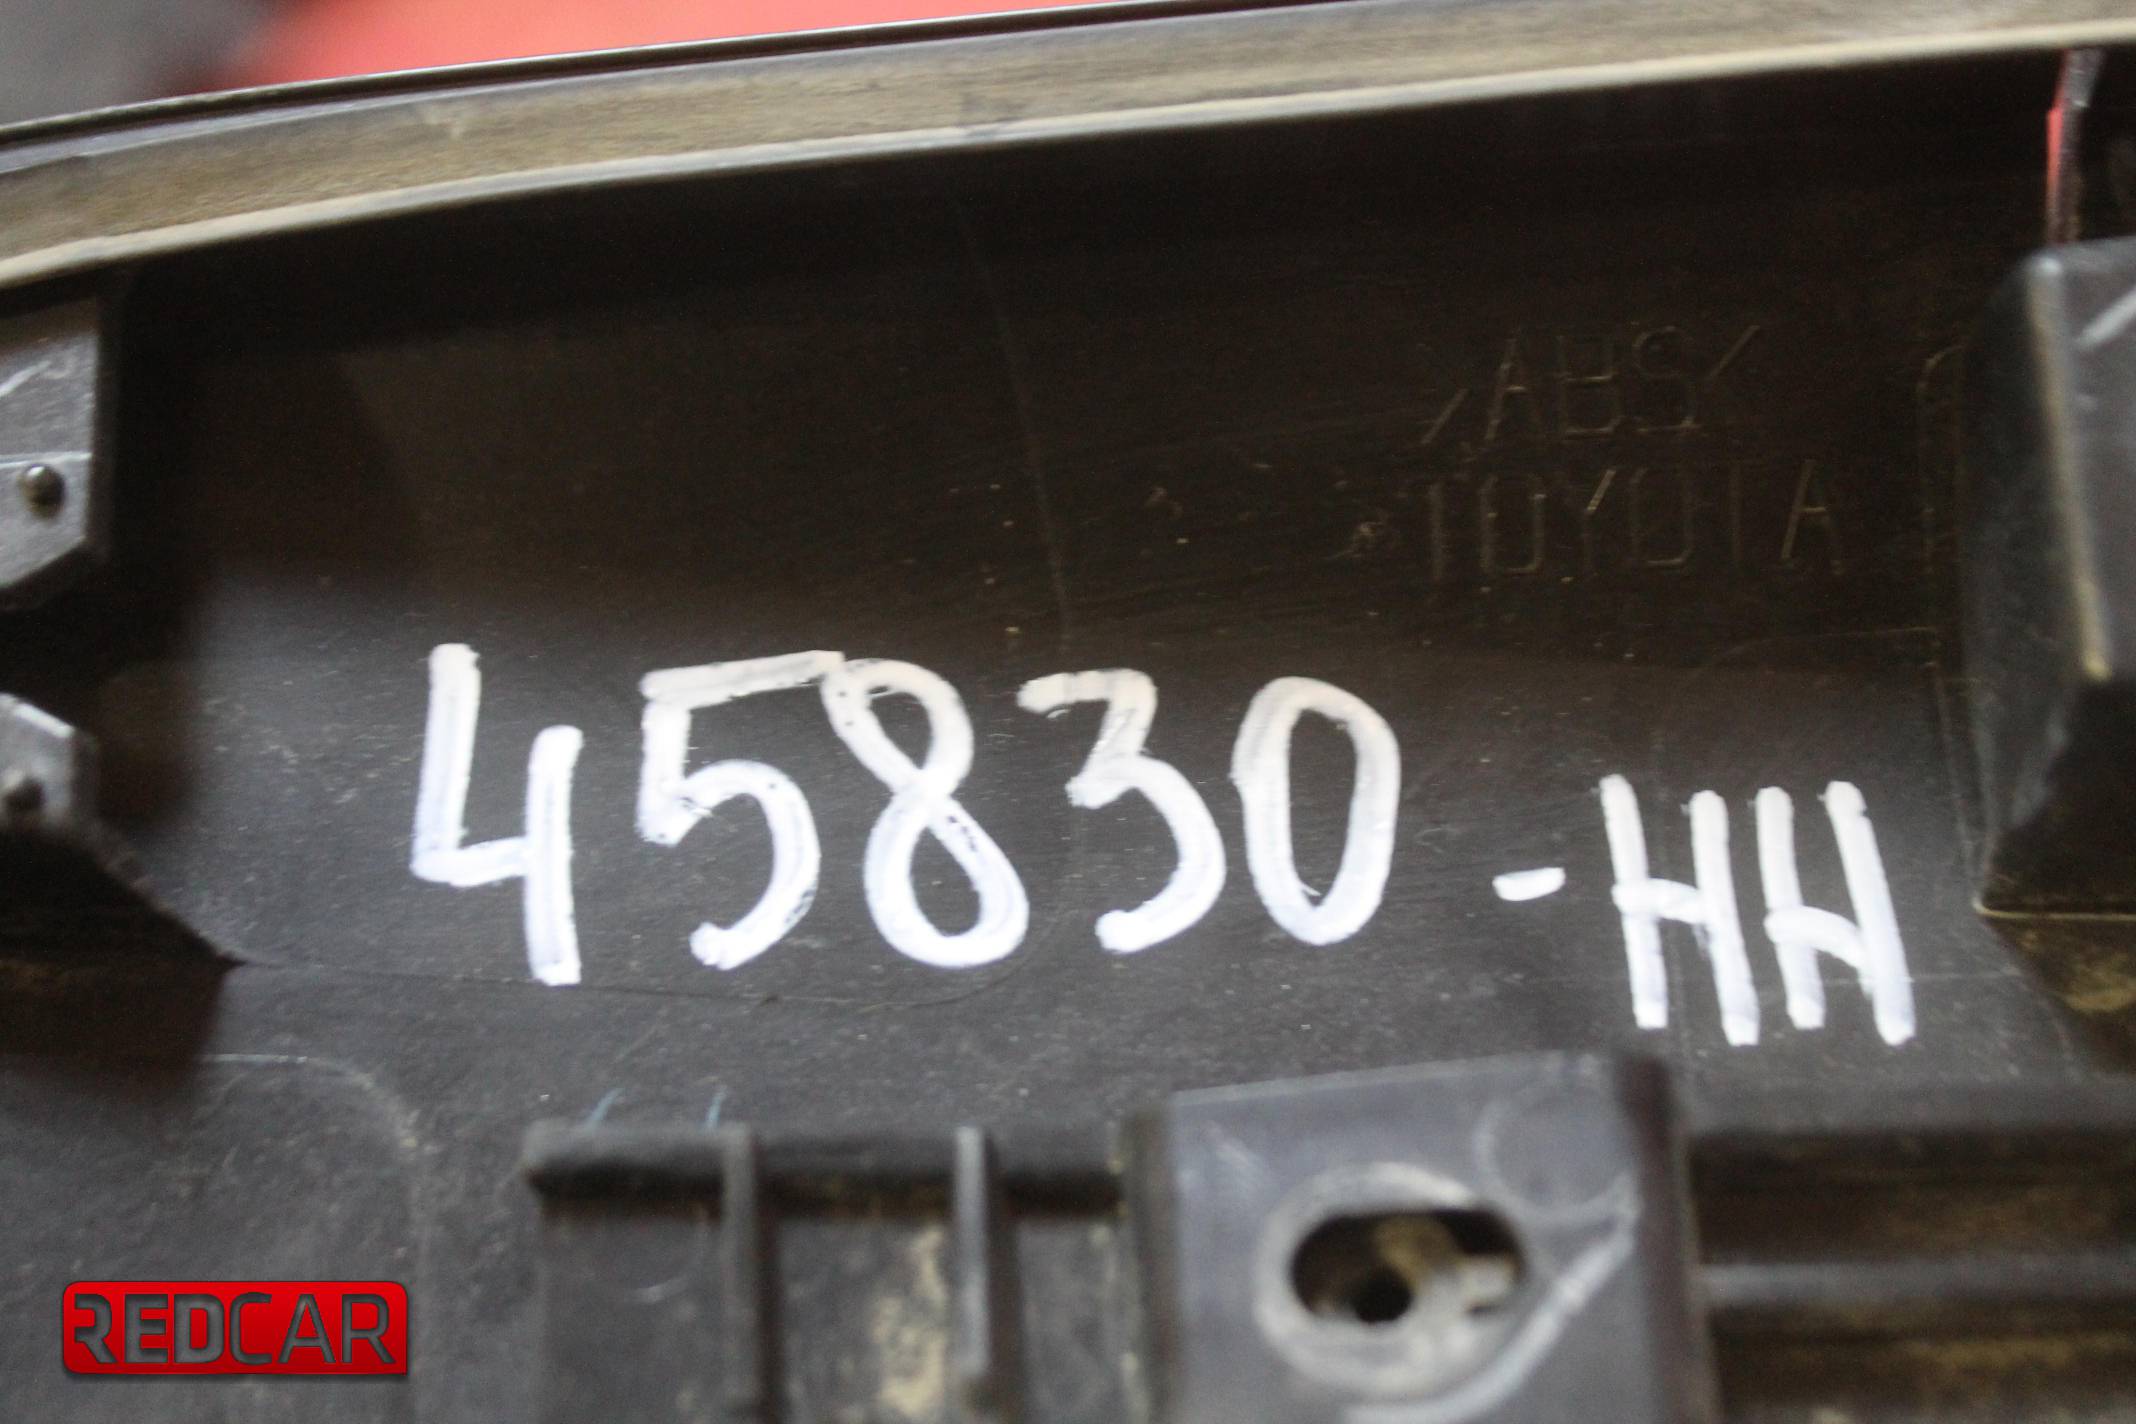 >ABS<
TOYOTA
45830-HH
REDCAR